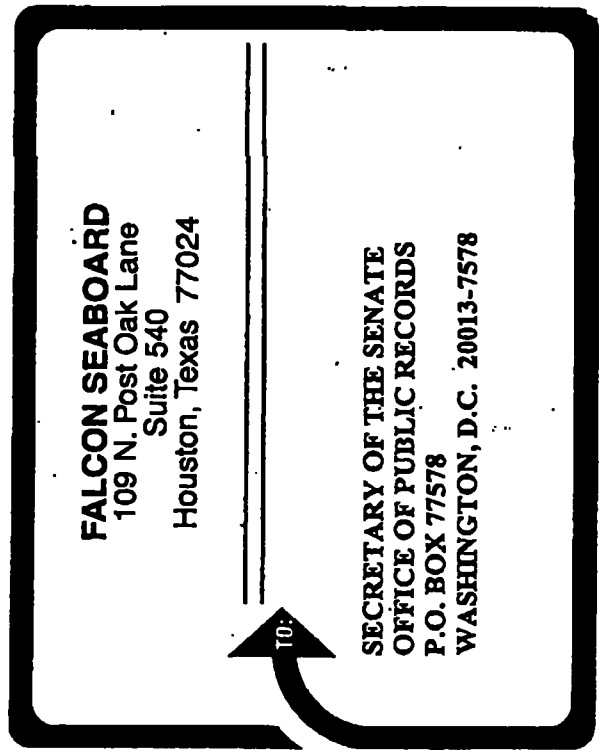 FALCON SEABOARD
109 N. Post Oak Lane
Suite 540
Houston, Texas 77024
TO:
SECRETARY OF THE SENATE
OFFICE OF PUBLIC RECORDS
P.O. BOX 77578
WASHINGTON, D.C. 20013-7578